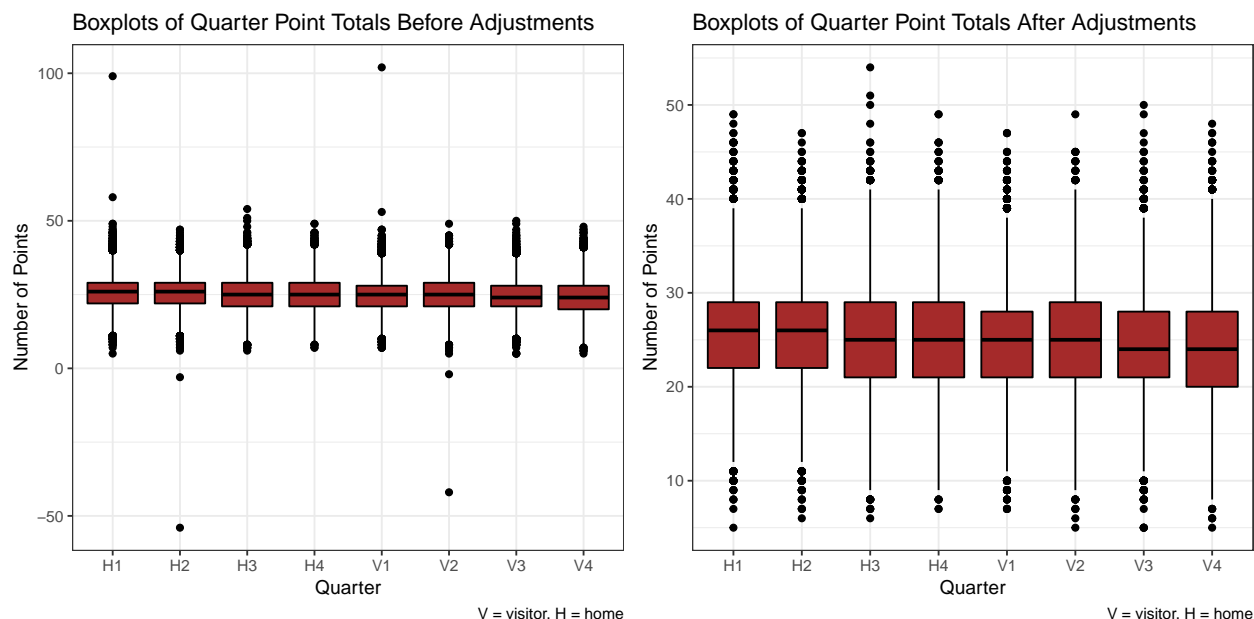 Boxplots of Quarter Point Totals Before Adjustments
100
50
0
−50
Number of Points
H1 H2 H3 H4 V1 V2 V3 V4
Quarter
V = visitor, H = home
Boxplots of Quarter Point Totals After Adjustments
50
40
30
20
10
Number of Points
H1 H2 H3 H4 V1 V2 V3 V4
Quarter
V = visitor, H = home